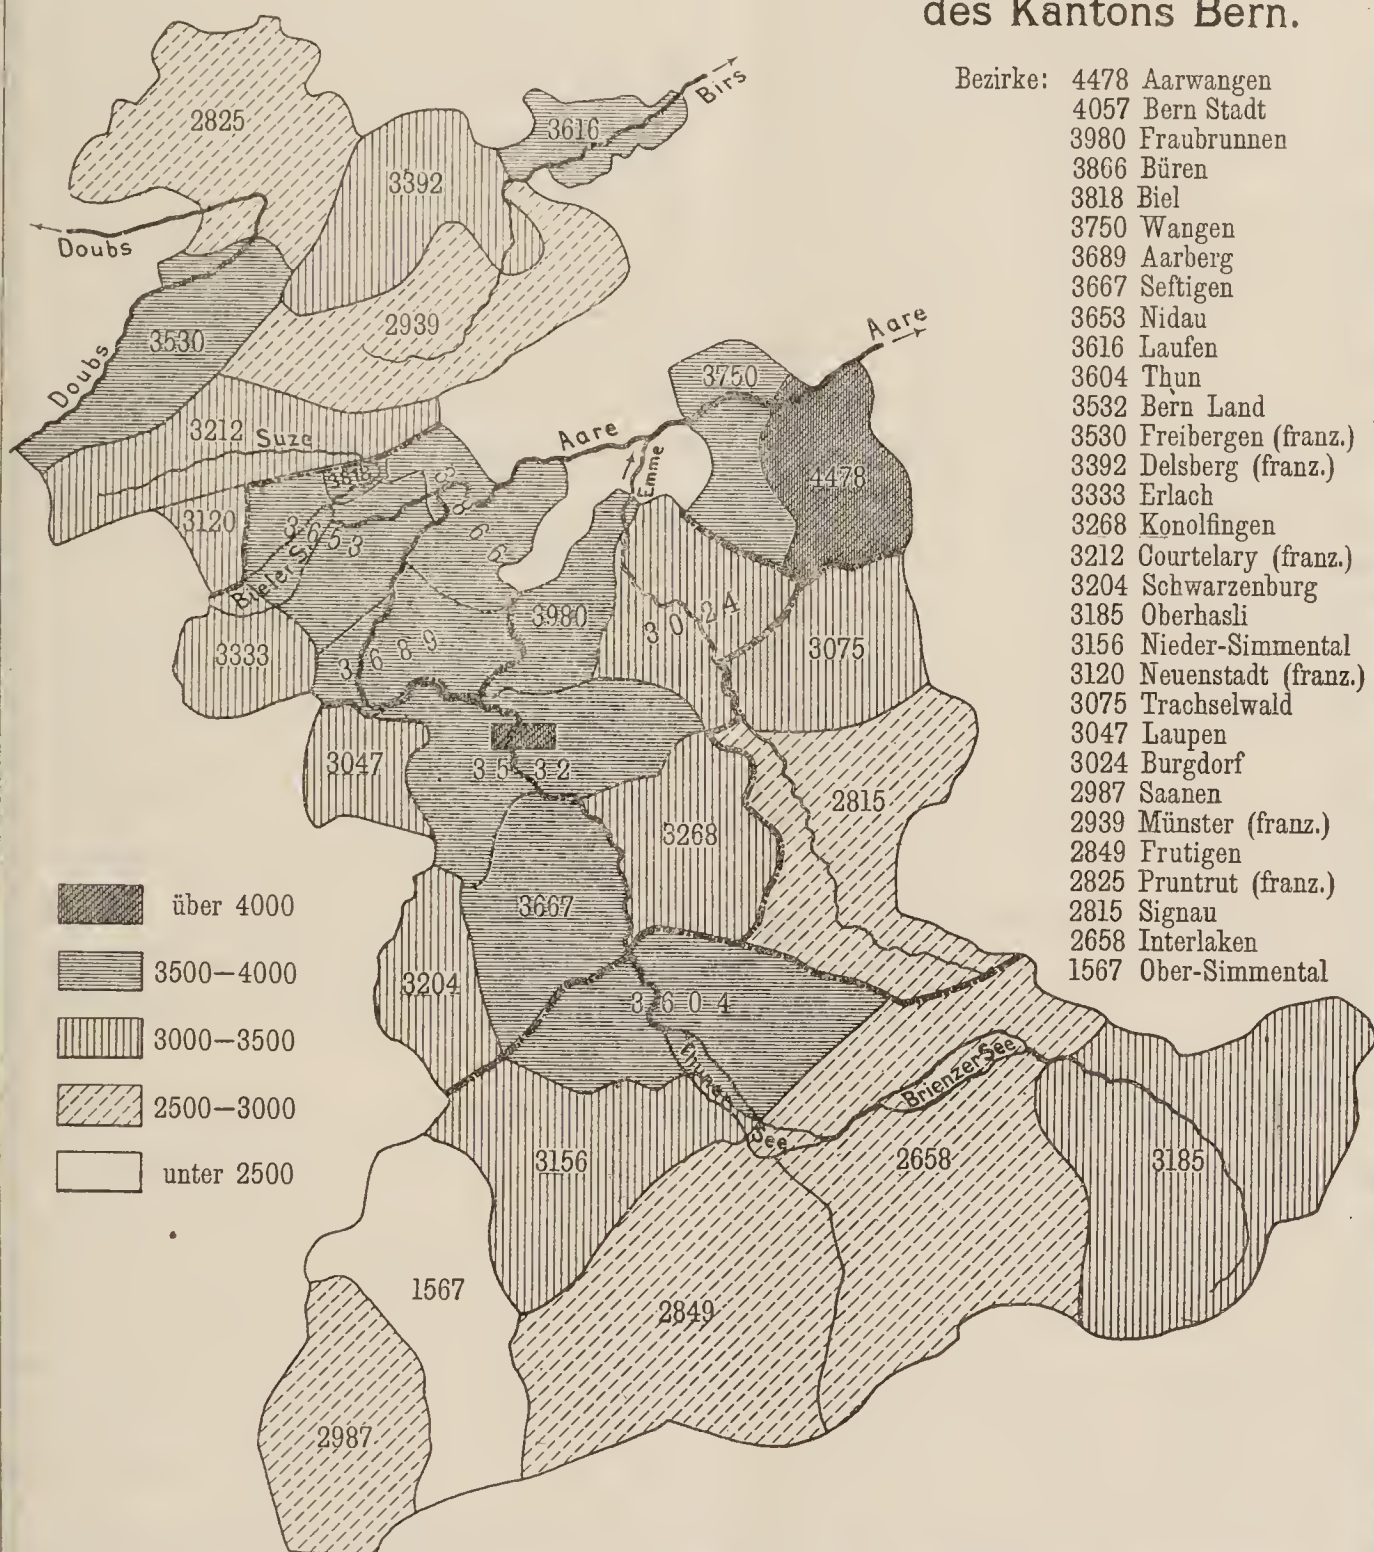 des Kantons Bern.
Bezirke: 4478 Aarwangen
4057 Bern Stadt
3980 Fraubrunnen
3866 Büren
3818 Biel
3750 Wangen
3689 Aarberg
3667 Seftigen
3653 Nidau
3616 Laufen
3604 Thun
3532 Bern Land
3530 Freibergen (franz.)
3392 Delsberg (franz.)
3333 Erlach
3268 Konolfingen
3212 Courtelary (franz.)
3204 Schwarzenburg
3185 Oberhasli
3156 Nieder-Simmental
3120 Neuenstadt (franz.)
3075 Trachselwald
3047 Laupen
3024 Burgdorf
2987 Saanen
2939 Münster (franz.)
2849 Frutigen
2825 Pruntrut (franz.)
2815 Signau
2658 Interlaken
1567 Ober-Simmental
Birs
2825
3616
3392
Doubs
2939
3530
Doubs
Aare
3750
3212 Suze
Aare
Emme
3818
4478
3866
3120
3653
Bieler S.
3980
3024
3689
3333
3075
3047
3532
2815
3268
3667
3204
3604
Thuner See
Brienzer See
3156
2658
3185
1567
2849
2987
über 4000
3500–4000
3000–3500
2500–3000
unter 2500